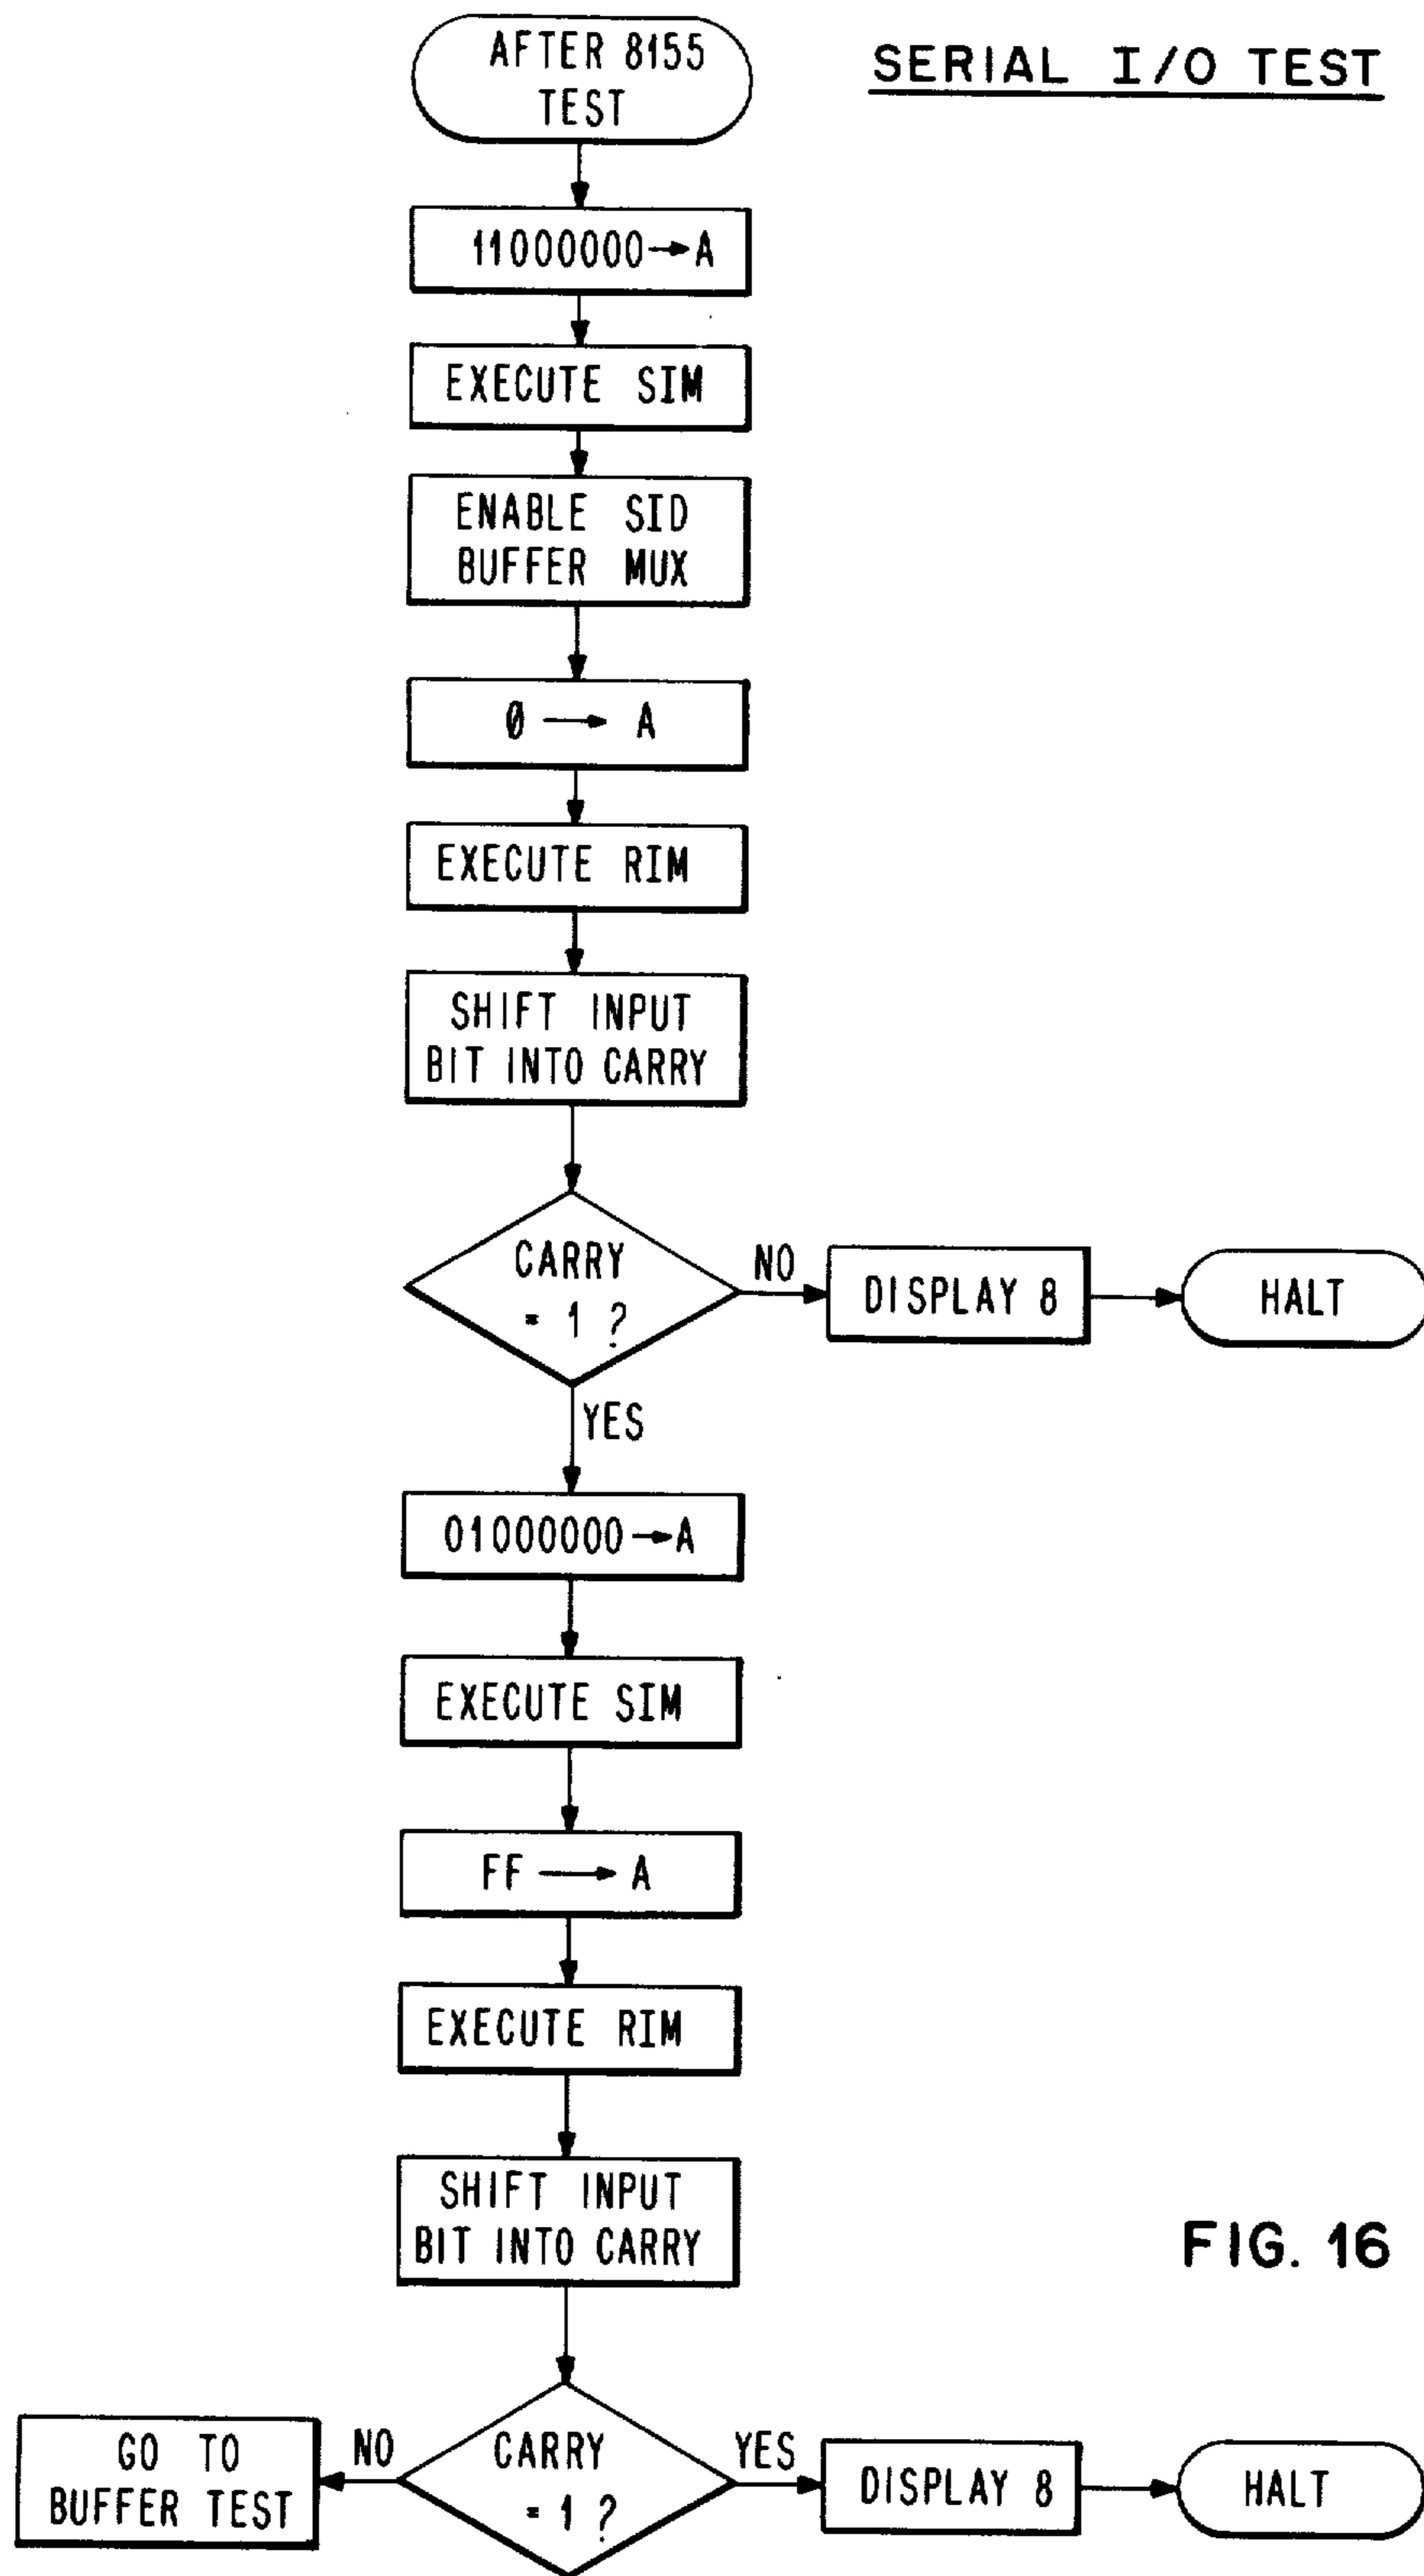 AFTER 8155
TEST
SERIAL I/O TEST
11000000→A
EXECUTE SIM
ENABLE SID
BUFFER MUX
Ø → A
EXECUTE RIM
SHIFT INPUT
BIT INTO CARRY
CARRY
= 1 ?
NO
DISPLAY 8
HALT
YES
01000000→A
EXECUTE SIM
FF → A
EXECUTE RIM
SHIFT INPUT
BIT INTO CARRY
FIG. 16
GO TO
BUFFER TEST
NO
CARRY
= 1 ?
YES
DISPLAY 8
HALT